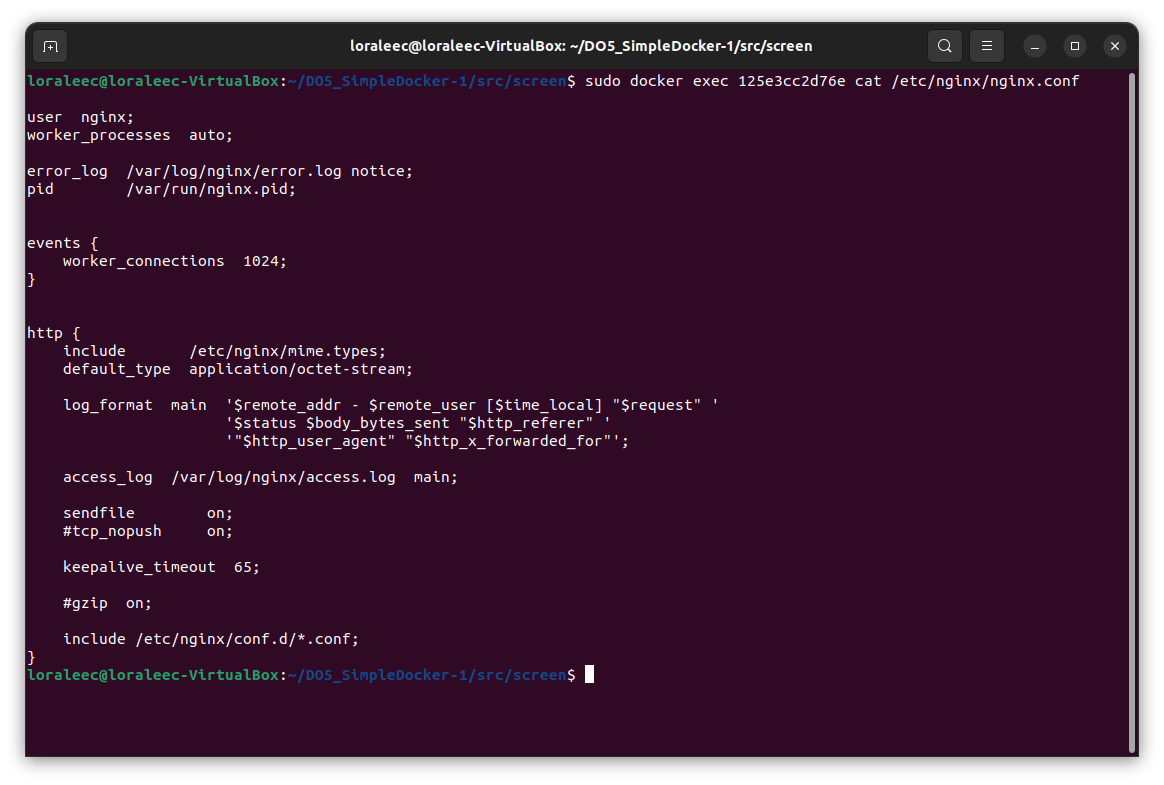 loraleec@loraleec-VirtualBox: ~/DO5_SimpleDocker-1/src/screen
loraleec@loraleec-VirtualBox:~/DO5_SimpleDocker-1/src/screen$ sudo docker exec 125e3cc2d76e cat /etc/nginx/nginx.conf
user  nginx;
worker_processes  auto;
error_log  /var/log/nginx/error.log notice;
pid        /var/run/nginx.pid;
events {
    worker_connections  1024;
}
http {
    include       /etc/nginx/mime.types;
    default_type  application/octet-stream;
    log_format  main  '$remote_addr - $remote_user [$time_local] "$request" '
                      '$status $body_bytes_sent "$http_referer" '
                      '"$http_user_agent" "$http_x_forwarded_for"';
    access_log  /var/log/nginx/access.log  main;
    sendfile        on;
    #tcp_nopush     on;
    keepalive_timeout  65;
    #gzip  on;
    include /etc/nginx/conf.d/*.conf;
}
loraleec@loraleec-VirtualBox:~/DO5_SimpleDocker-1/src/screen$